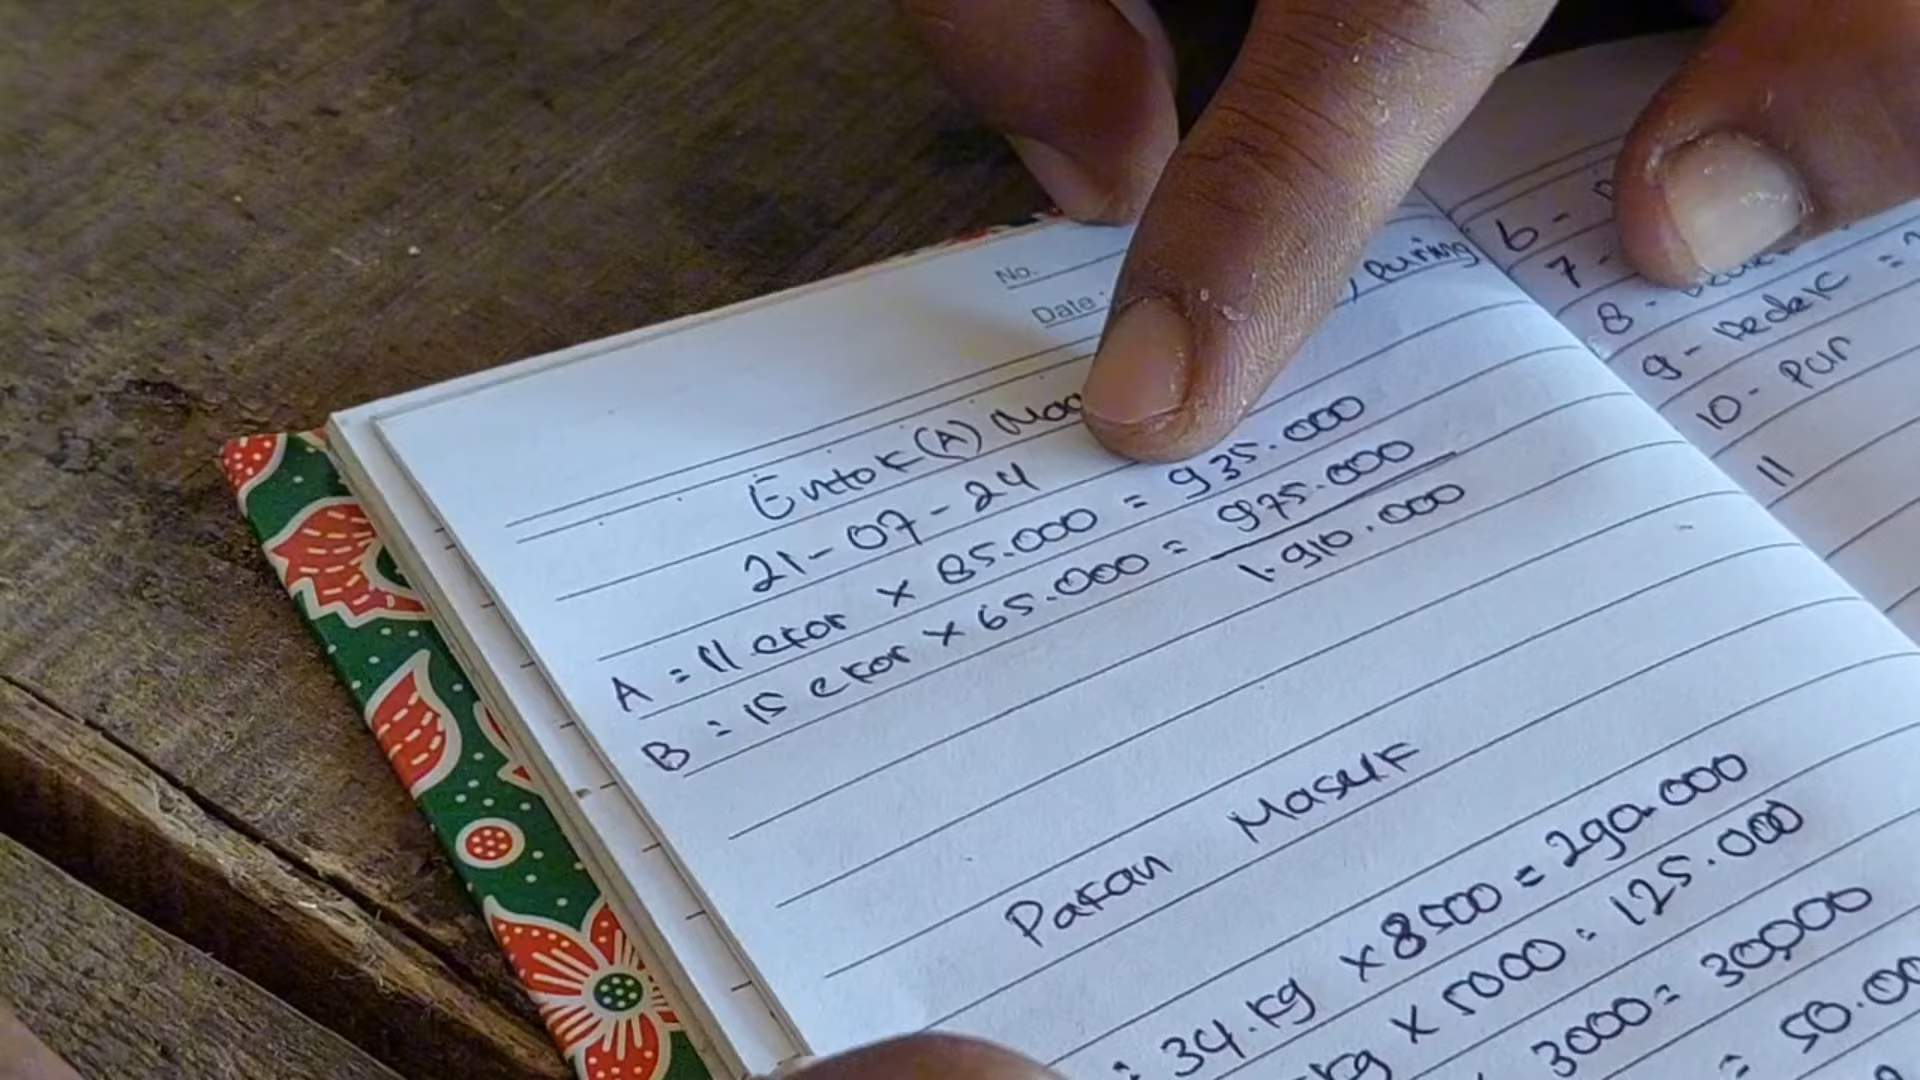 No.
Date:
Entok (A)
21-07-24
A = 11 ekor x 85.000 = 935.000
B = 15 ekor x 65.000 = 975.000
1.910.000
Pakan Masuk
= 34.kg x 8500 = 290.000
kg x 5000 = 125.000
3000 = 30,000
= 50.00
6 -
7 -
8 -
9 - Dedek =
10 - Pur
11